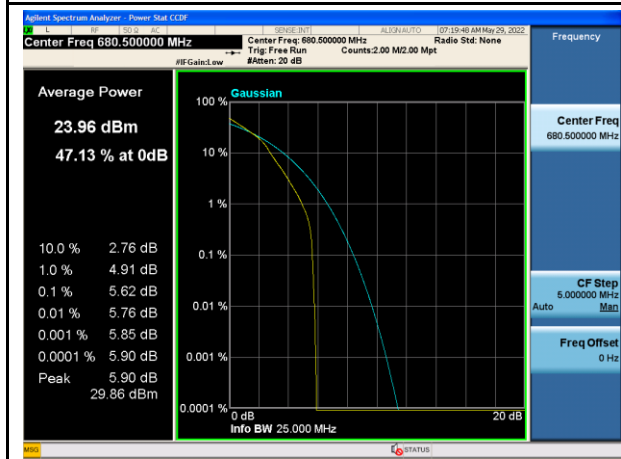 Agilent Spectrum Analyzer - Power Stat CCDF
L RF 50 Ω AC SENSE:INT ALIGN AUTO 07:19:48 AM May 29, 2022
Center Freq 680.500000 MHz Center Freq: 680.500000 MHz Radio Std: None
Trig: Free Run Counts:2.00 M/2.00 Mpt
#IFGain:Low #Atten: 20 dB
Frequency
Average Power
23.96 dBm
47.13 % at 0dB
10.0 % 2.76 dB
1.0 % 4.91 dB
0.1 % 5.62 dB
0.01 % 5.76 dB
0.001 % 5.85 dB
0.0001 % 5.90 dB
Peak 5.90 dB
29.86 dBm
Gaussian
100 %
10 %
1 %
0.1 %
0.01 %
0.001 %
0.0001 %
0 dB 20 dB
Info BW 25.000 MHz
Center Freq
680.500000 MHz
CF Step
5.000000 MHz
Auto Man
Freq Offset
0 Hz
MSG STATUS